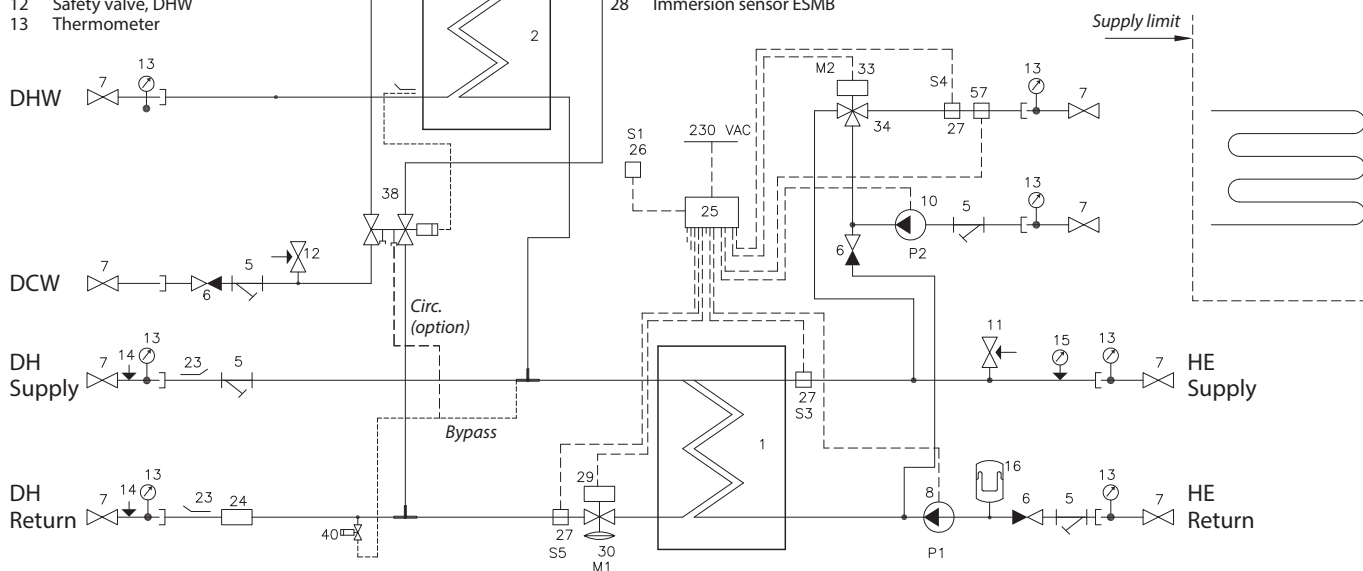 12 Safety valve, DHW
13 Thermometer
28 Immersion sensor ESMB
Supply limit
2
13
7
DHW
M2 33
S4
57
13
7
34
27
S1
26
230 VAC
38
25
10
5
13
7
P2
6
12
5
7
DCW
6
Circ.
(option)
11
15
13
7
HE
Supply
DH
Supply
7
14
13
23
5
27
S3
Bypass
1
DH
Return
7
14
13
23
24
40
29
27
S5
30
M1
8
P1
16
6
5
13
7
HE
Return